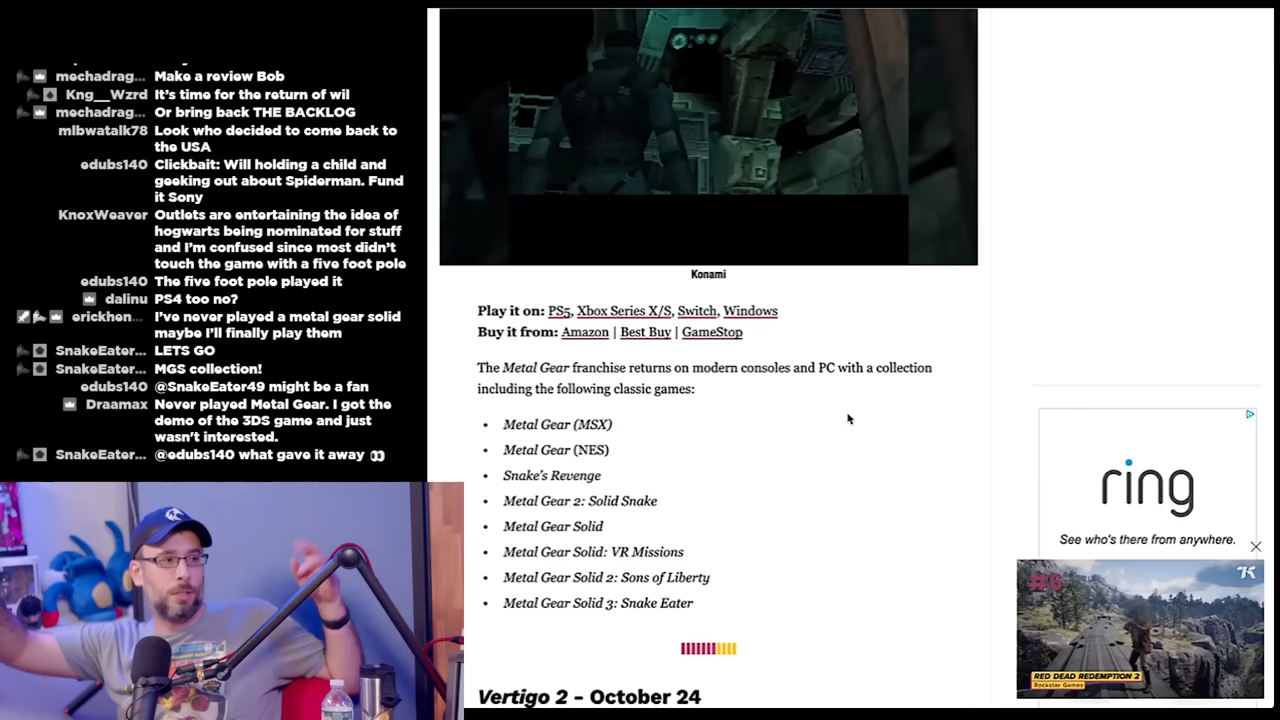 mechadrag... Make a review Bob
Kng__Wzrd It's time for the return of wil
mechadrag... Or bring back THE BACKLOG
mlbwatalk78 Look who decided to come back to
the USA
edubs140 Clickbait: Will holding a child and
geeking out about Spiderman. Fund
it Sony
KnoxWeaver Outlets are entertaining the idea of
hogwarts being nominated for stuff
and I'm confused since most didn't
touch the game with a five foot pole
edubs140 The five foot pole played it
dalinu PS4 too no?
erickhen... I've never played a metal gear solid
maybe I'll finally play them
SnakeEater... LETS GO
SnakeEater... MGS collection!
edubs140 @SnakeEater49 might be a fan
Draamax Never played Metal Gear. I got the
demo of the 3DS game and just
wasn't interested.
SnakeEater... @edubs140 what gave it away
Konami
Play it on: PS5, Xbox Series X/S, Switch, Windows
Buy it from: Amazon | Best Buy | GameStop
The Metal Gear franchise returns on modern consoles and PC with a collection
including the following classic games:
• Metal Gear (MSX)
• Metal Gear (NES)
• Snake's Revenge
• Metal Gear 2: Solid Snake
• Metal Gear Solid
• Metal Gear Solid: VR Missions
• Metal Gear Solid 2: Sons of Liberty
• Metal Gear Solid 3: Snake Eater
Vertigo 2 – October 24
ring
See who's there from anywhere.
#6
RED DEAD REDEMPTION 2
Rockstar Games